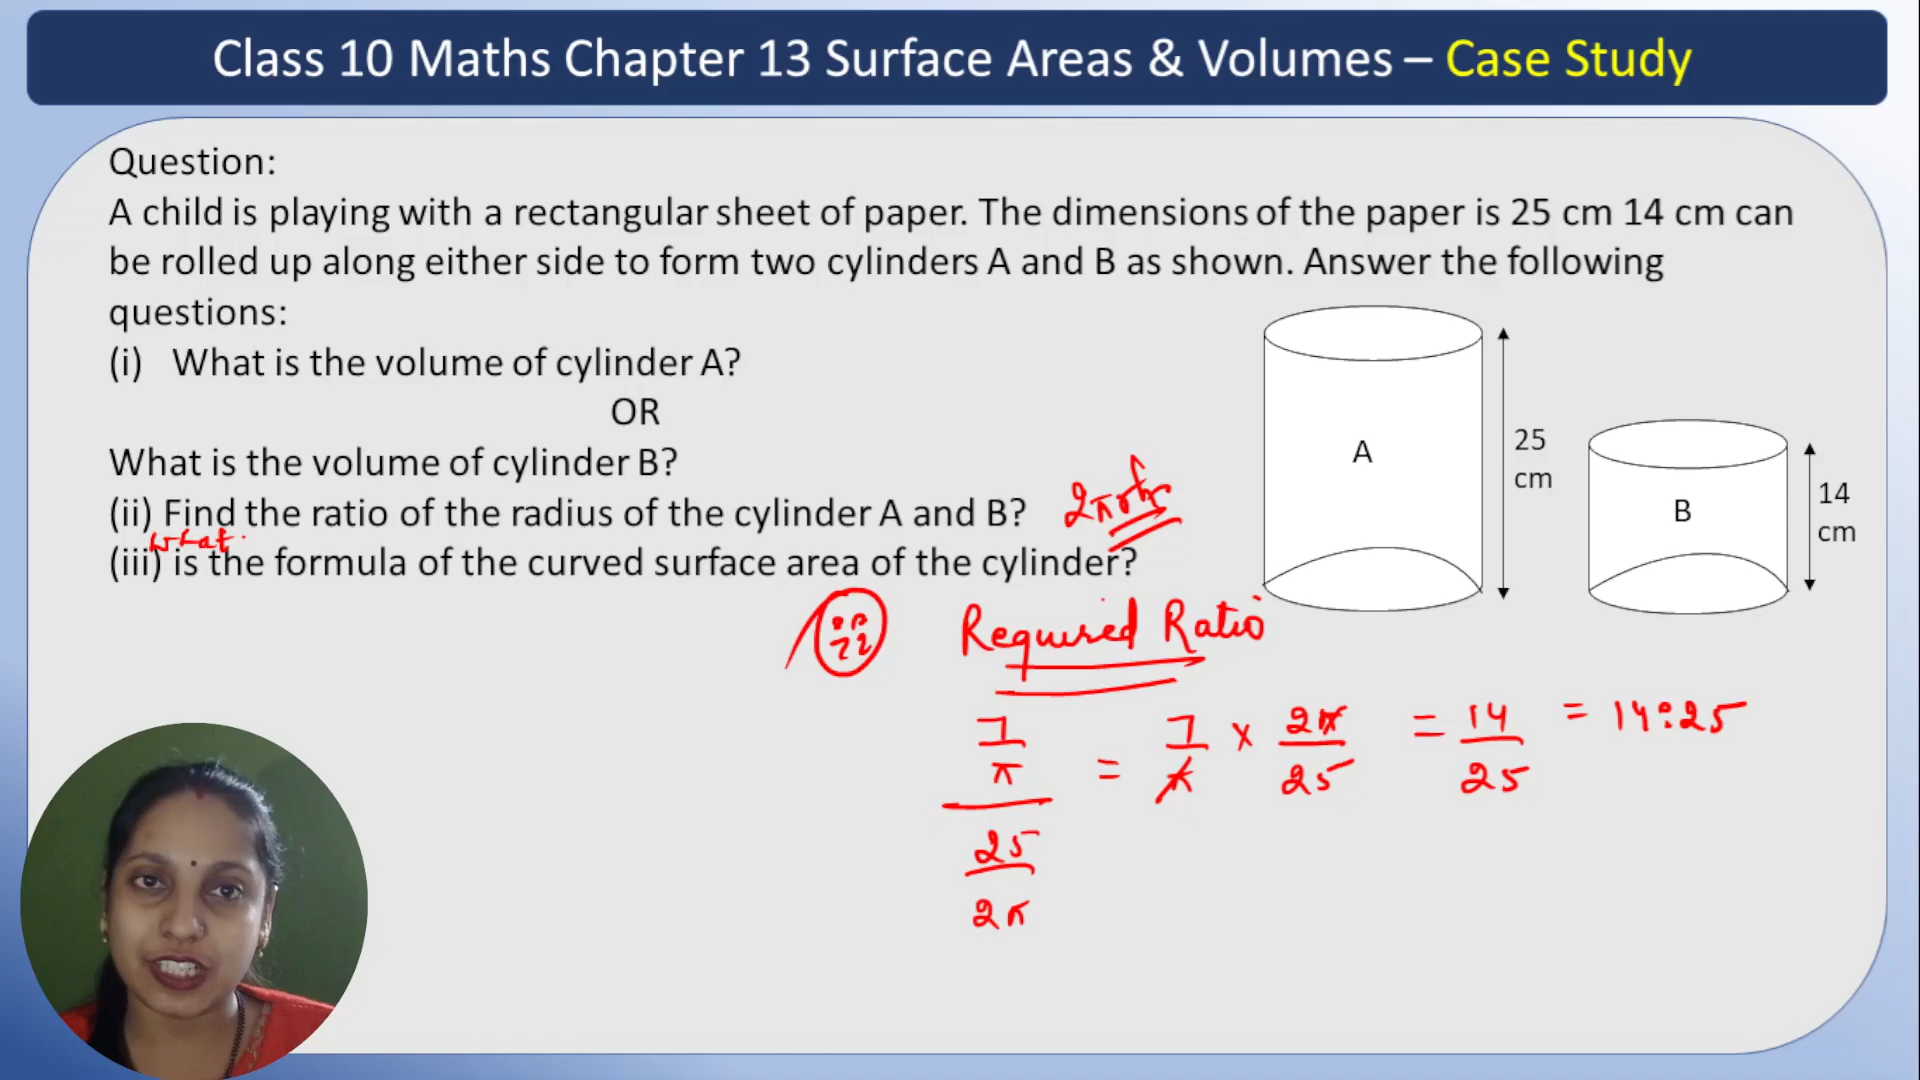 Class 10 Maths Chapter 13 Surface Areas & Volumes – Case Study
Question:
A child is playing with a rectangular sheet of paper. The dimensions of the paper is 25 cm 14 cm can
be rolled up along either side to form two cylinders A and B as shown. Answer the following
questions:
(i) What is the volume of cylinder A?
OR
What is the volume of cylinder B?
(ii) Find the ratio of the radius of the cylinder A and B?
what
(iii) is the formula of the curved surface area of the cylinder?
A
25
cm
B
14
cm
Required Ratio
7/π / 25/2π = 7/π × 2π/25 = 14/25 = 14:25